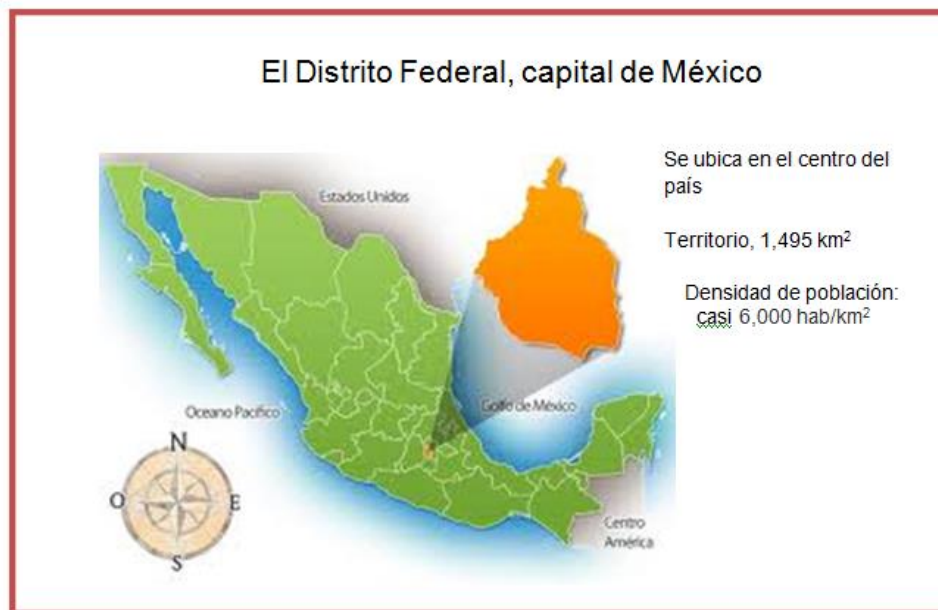 El Distrito Federal, capital de México
Se ubica en el centro del
país
Territorio, 1,495 km²
Densidad de población:
casi 6,000 hab/km²
Estados Unidos
Oceano Pacífico
Golfo de México
Centro
América
N
O
E
S